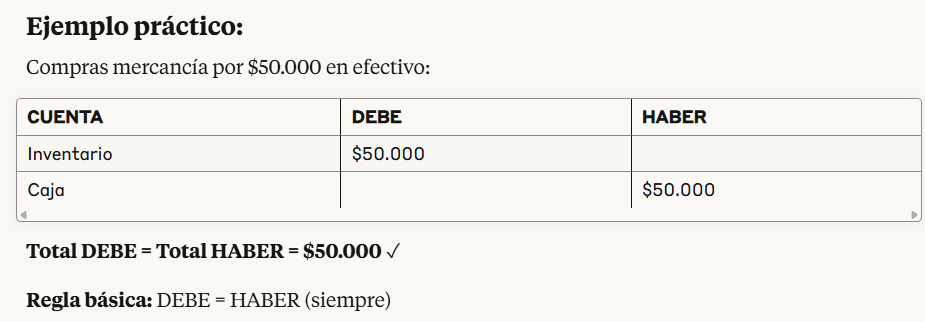 Ejemplo práctico:
Compras mercancía por $50.000 en efectivo:
CUENTA DEBE HABER
Inventario $50.000
Caja $50.000
Total DEBE = Total HABER = $50.000 ✓
Regla básica: DEBE = HABER (siempre)